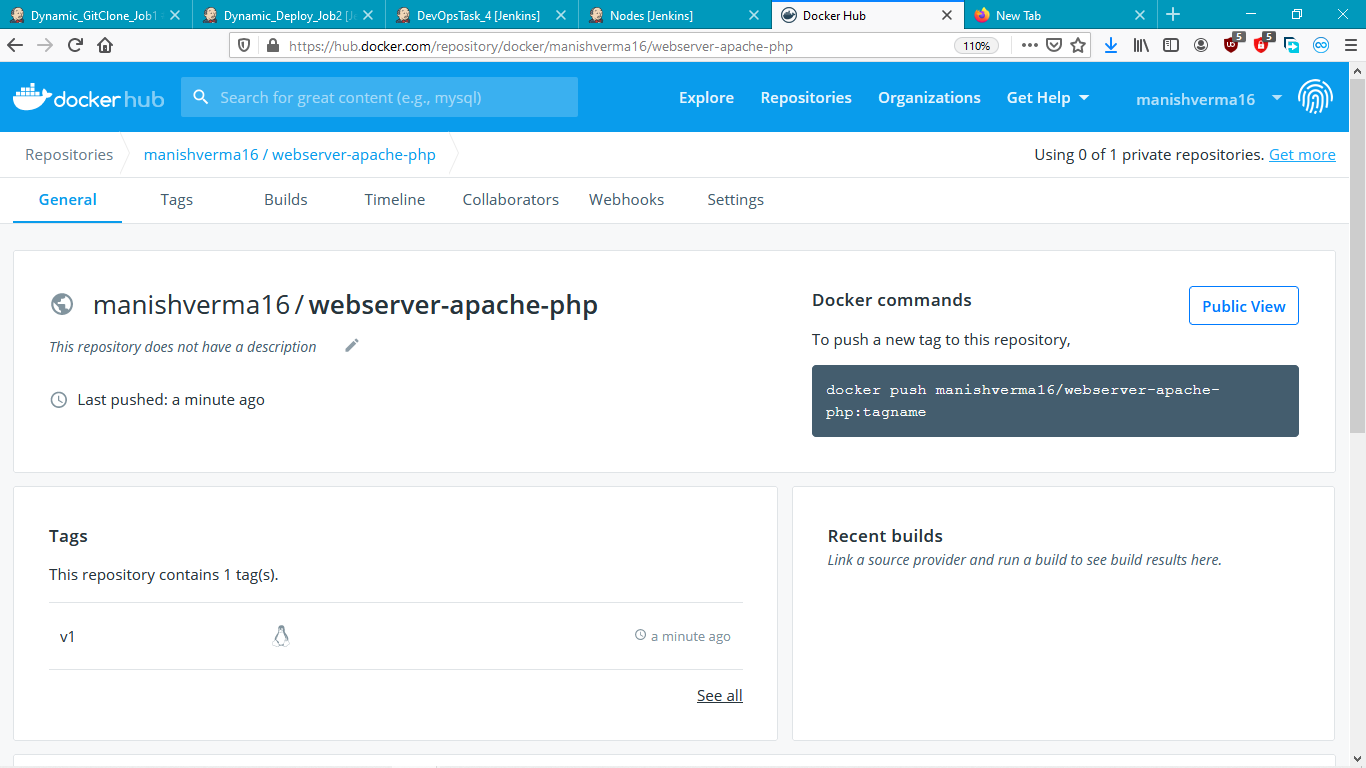 Dynamic_GitClone_Job1
Dynamic_Deploy_Job2 [J
DevOpsTask_4 [Jenkins]
Nodes [Jenkins]
Docker Hub
New Tab
https://hub.docker.com/repository/docker/manishverma16/webserver-apache-php
110%
5
5
docker hub
Search for great content (e.g., mysql)
Explore
Repositories
Organizations
Get Help
manishverma16
Repositories
manishverma16 / webserver-apache-php
Using 0 of 1 private repositories. Get more
General
Tags
Builds
Timeline
Collaborators
Webhooks
Settings
manishverma16 / webserver-apache-php
This repository does not have a description
Last pushed: a minute ago
Docker commands
Public View
To push a new tag to this repository,
docker push manishverma16/webserver-apache-
php:tagname
Tags
This repository contains 1 tag(s).
v1
a minute ago
See all
Recent builds
Link a source provider and run a build to see build results here.